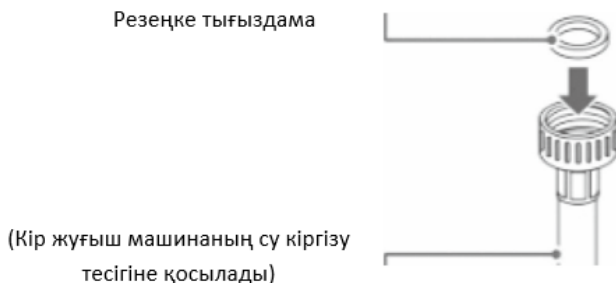 Резеңке тығыздама
(Кір жуғыш машинаның су кіргізу
тесігіне қосылады)